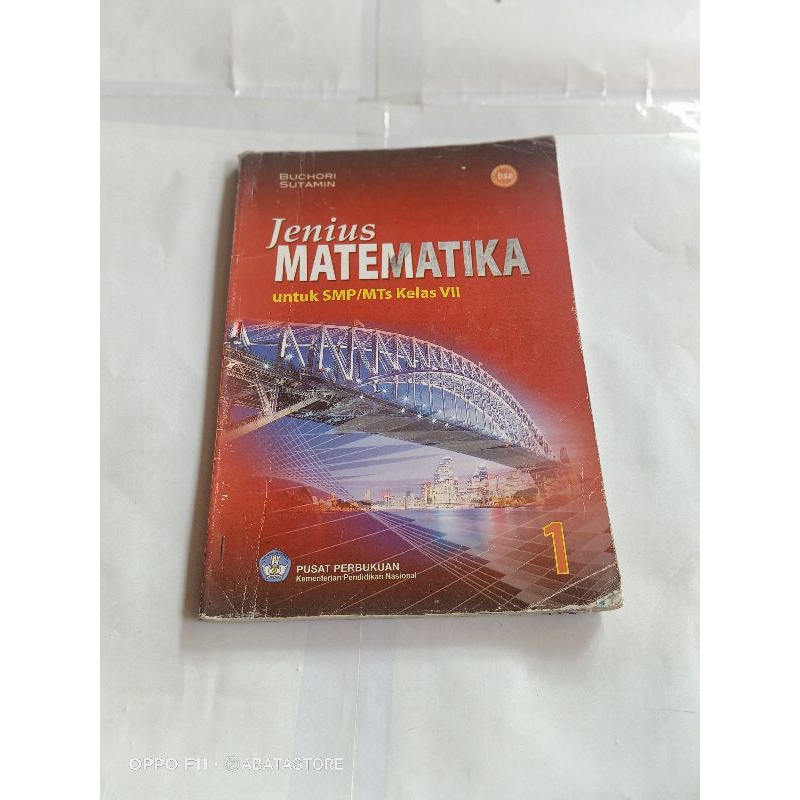 BUCHORI
SUTAMIN
bse
Jenius
MATEMATIKA
untuk SMP/MTs Kelas VII
1
PUSAT PERBUKUAN
Kementerian Pendidikan Nasional
OPPO F11 · @ABATASTORE